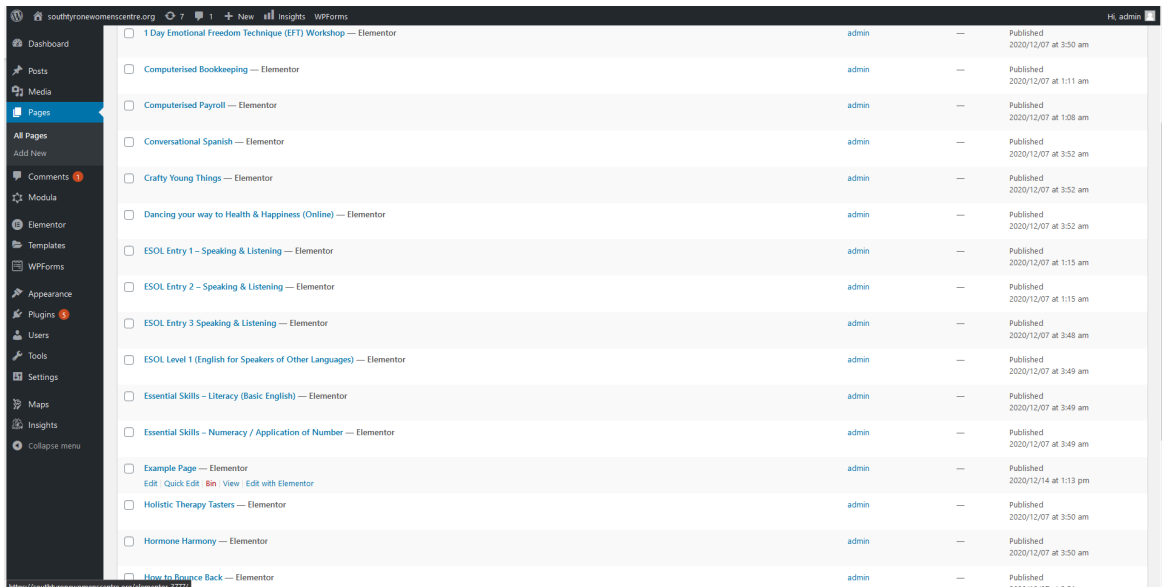 southtyronewomenscentre.org 7 1 + New Insights WPForms Hi, admin
Dashboard
Posts
Media
Pages
All Pages
Add New
Comments 1
Modula
Elementor
Templates
WPForms
Appearance
Plugins 5
Users
Tools
Settings
Maps
Insights
Collapse menu
1 Day Emotional Freedom Technique (EFT) Workshop — Elementor admin — Published
2020/12/07 at 3:50 am
Computerised Bookkeeping — Elementor admin — Published
2020/12/07 at 1:11 am
Computerised Payroll — Elementor admin — Published
2020/12/07 at 1:08 am
Conversational Spanish — Elementor admin — Published
2020/12/07 at 3:52 am
Crafty Young Things — Elementor admin — Published
2020/12/07 at 3:52 am
Dancing your way to Health & Happiness (Online) — Elementor admin — Published
2020/12/07 at 3:52 am
ESOL Entry 1 – Speaking & Listening — Elementor admin — Published
2020/12/07 at 1:15 am
ESOL Entry 2 – Speaking & Listening — Elementor admin — Published
2020/12/07 at 1:15 am
ESOL Entry 3 Speaking & Listening — Elementor admin — Published
2020/12/07 at 3:48 am
ESOL Level 1 (English for Speakers of Other Languages) — Elementor admin — Published
2020/12/07 at 3:49 am
Essential Skills – Literacy (Basic English) — Elementor admin — Published
2020/12/07 at 3:49 am
Essential Skills – Numeracy / Application of Number — Elementor admin — Published
2020/12/07 at 3:49 am
Example Page — Elementor admin — Published
Edit | Quick Edit | Bin | View | Edit with Elementor 2020/12/14 at 1:13 pm
Holistic Therapy Tasters — Elementor admin — Published
2020/12/07 at 3:50 am
Hormone Harmony — Elementor admin — Published
2020/12/07 at 3:50 am
How to Bounce Back — Elementor admin — Published